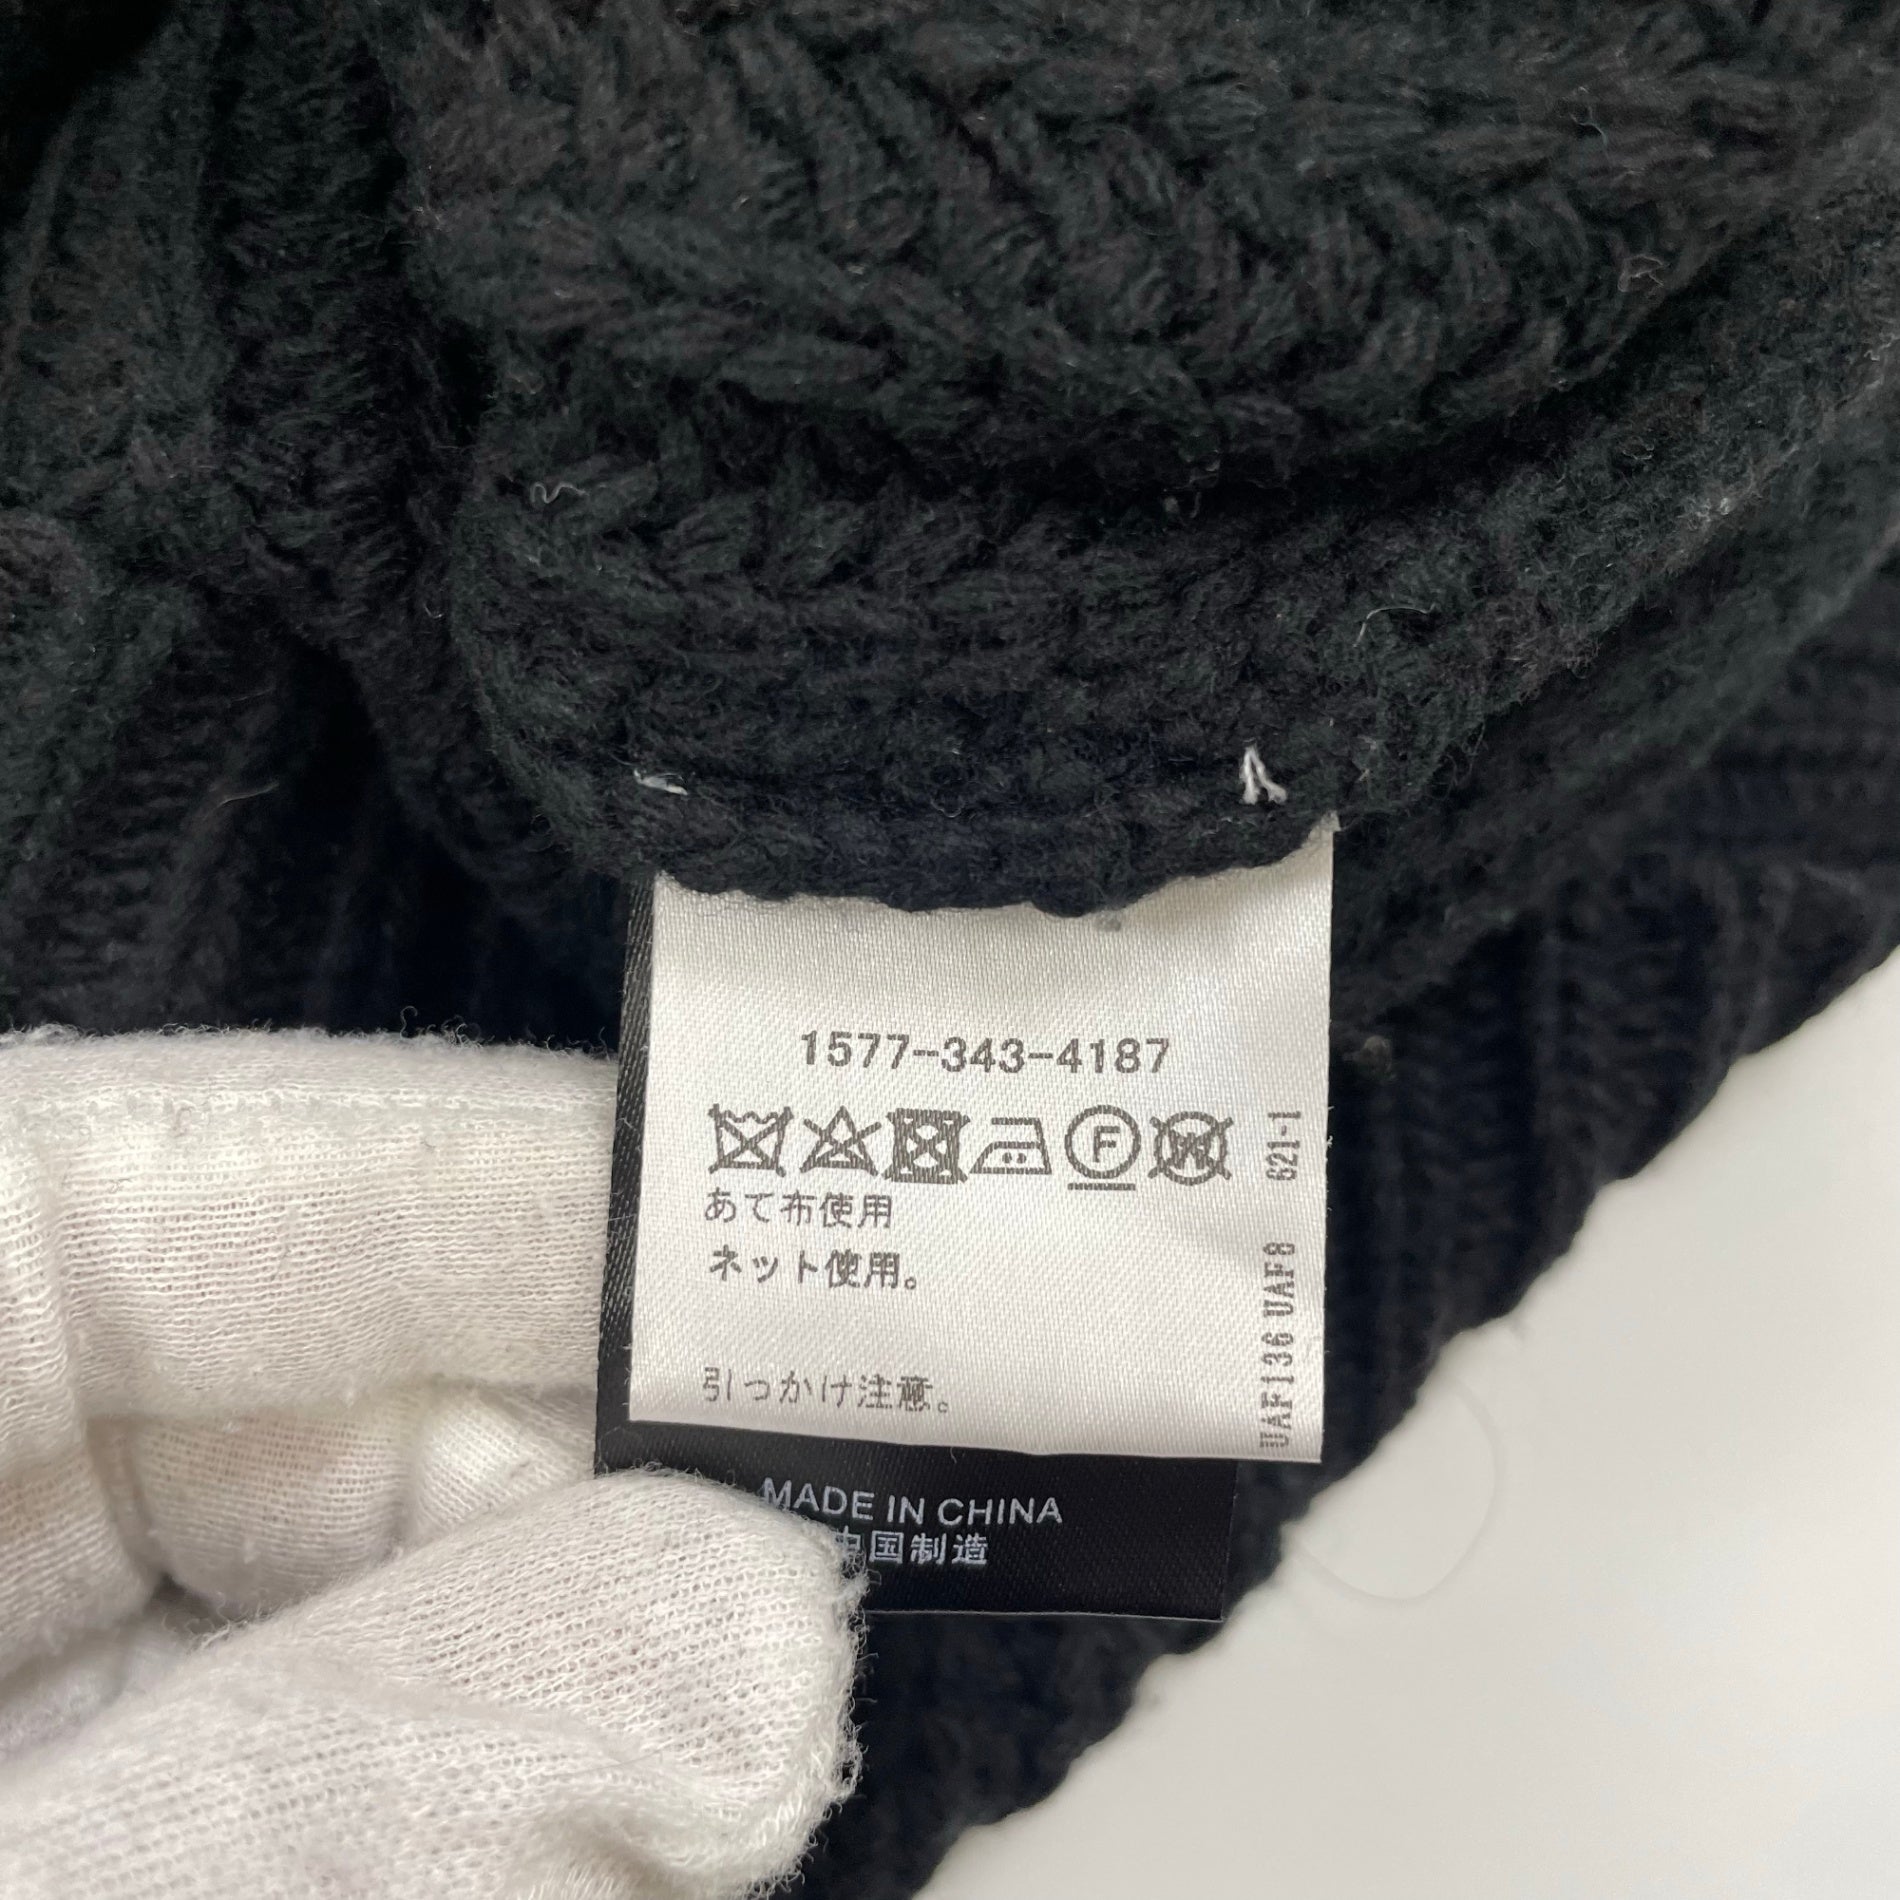 1577-343-4187
F
W
あて布使用
ネット使用。
引っかけ注意。
UAF136 UAF8 621-1
MADE IN CHINA
中国制造